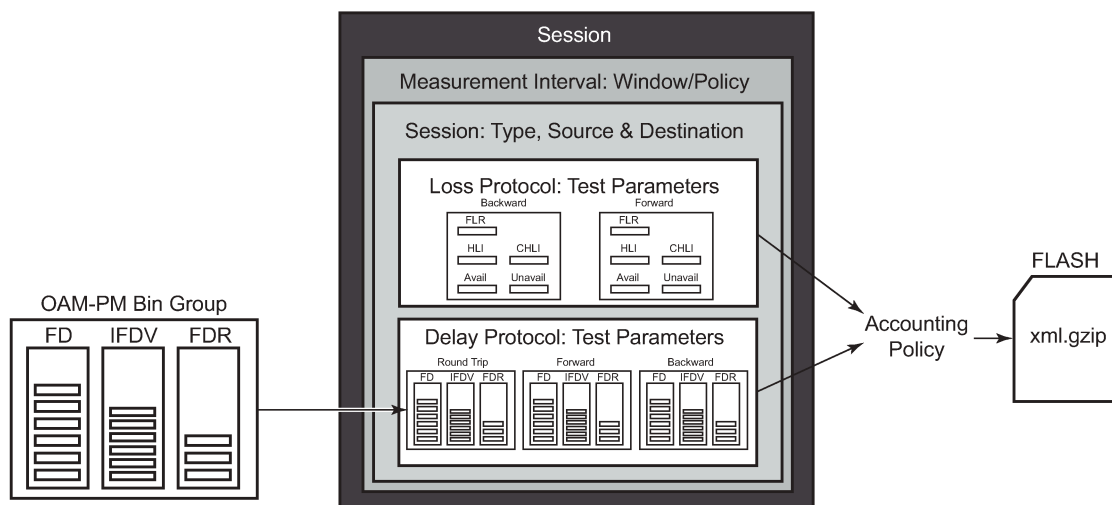 Session
Measurement Interval: Window/Policy
Session: Type, Source & Destination
Loss Protocol: Test Parameters
Backward
FLR
HLI CHLI
Avail Unavail
Forward
FLR
HLI CHLI
Avail Unavail
OAM-PM Bin Group
FD IFDV FDR
Delay Protocol: Test Parameters
Round Trip
FD IFDV FDR
Forward
FD IFDV FDR
Backward
FD IFDV FDR
Accounting
Policy
FLASH
xml.gzip